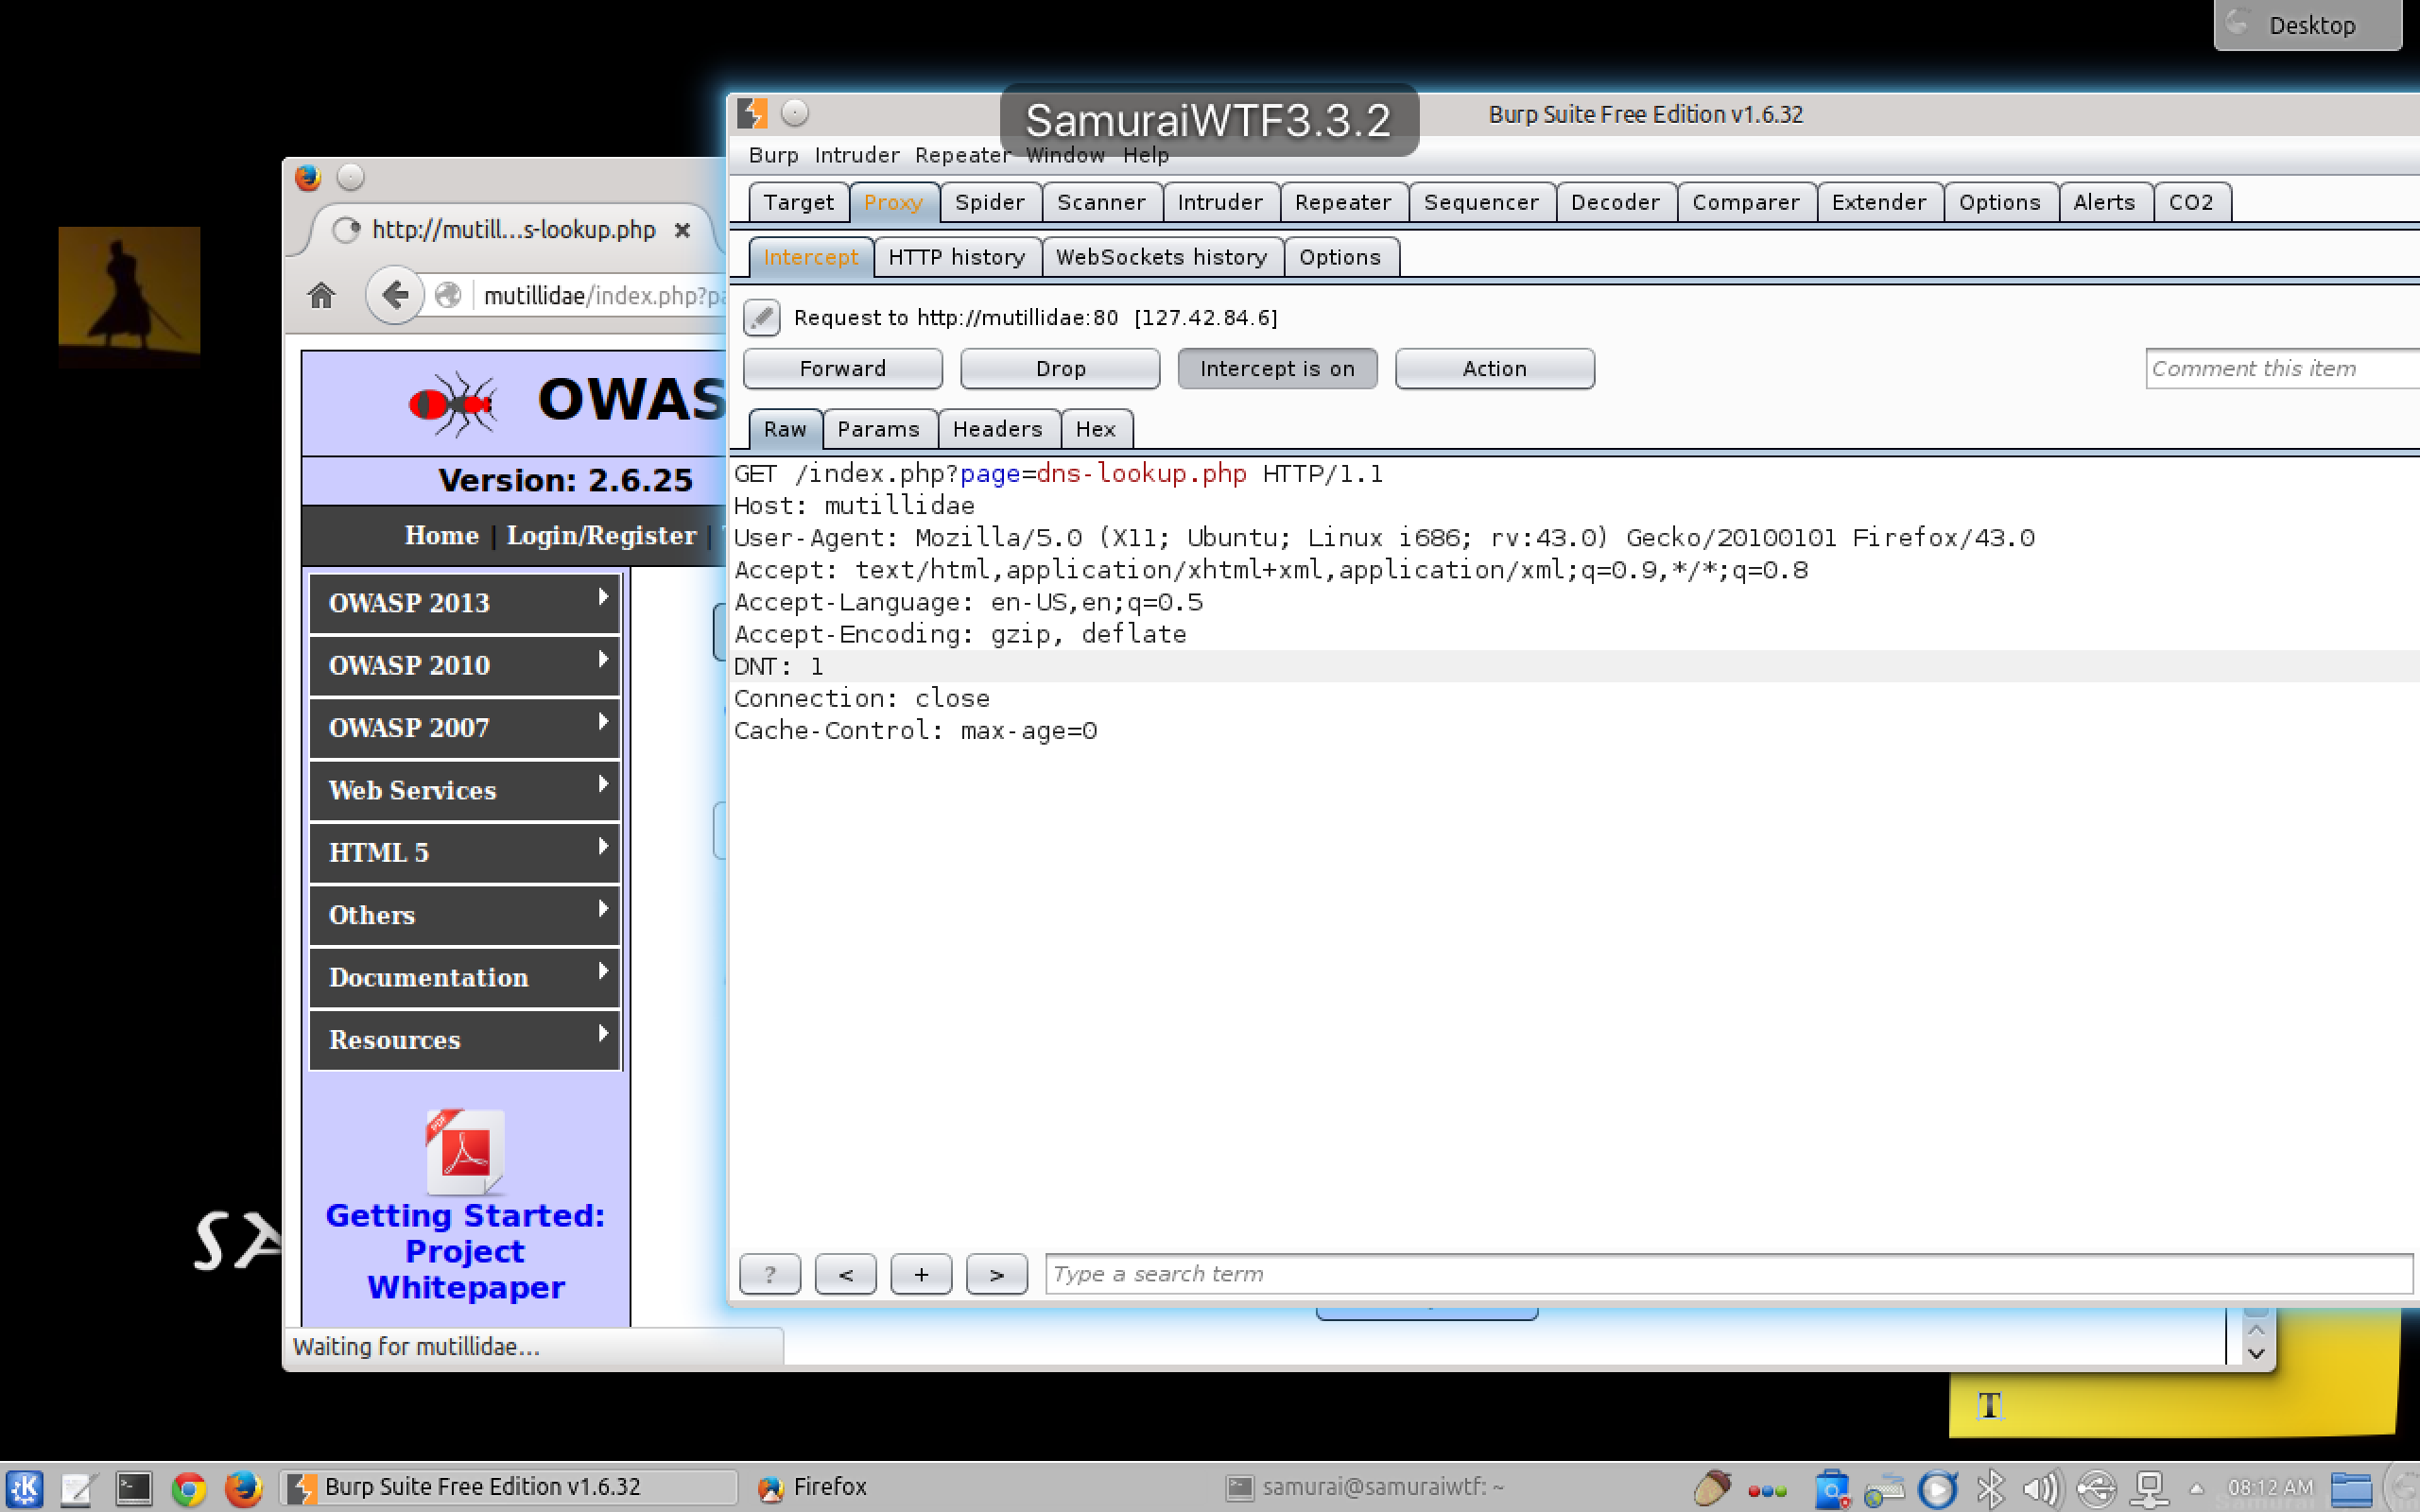 Desktop
SamuraiWTF3.3.2
Burp Suite Free Edition v1.6.32
Burp Intruder Repeater Window Help
Target Proxy Spider Scanner Intruder Repeater Sequencer Decoder Comparer Extender Options Alerts CO2
Intercept HTTP history WebSockets history Options
Request to http://mutillidae:80 [127.42.84.6]
Forward Drop Intercept is on Action Comment this item
Raw Params Headers Hex
GET /index.php?page=dns-lookup.php HTTP/1.1
Host: mutillidae
User-Agent: Mozilla/5.0 (X11; Ubuntu; Linux i686; rv:43.0) Gecko/20100101 Firefox/43.0
Accept: text/html,application/xhtml+xml,application/xml;q=0.9,*/*;q=0.8
Accept-Language: en-US,en;q=0.5
Accept-Encoding: gzip, deflate
DNT: 1
Connection: close
Cache-Control: max-age=0
? < + > Type a search term
http://mutill...s-lookup.php
mutillidae/index.php?pa
OWAS
Version: 2.6.25
Home | Login/Register |
OWASP 2013
OWASP 2010
OWASP 2007
Web Services
HTML 5
Others
Documentation
Resources
PDF
Getting Started:
Project
Whitepaper
Waiting for mutillidae...
SA
T
Burp Suite Free Edition v1.6.32
Firefox
samurai@samuraiwtf: ~
08:12 AM